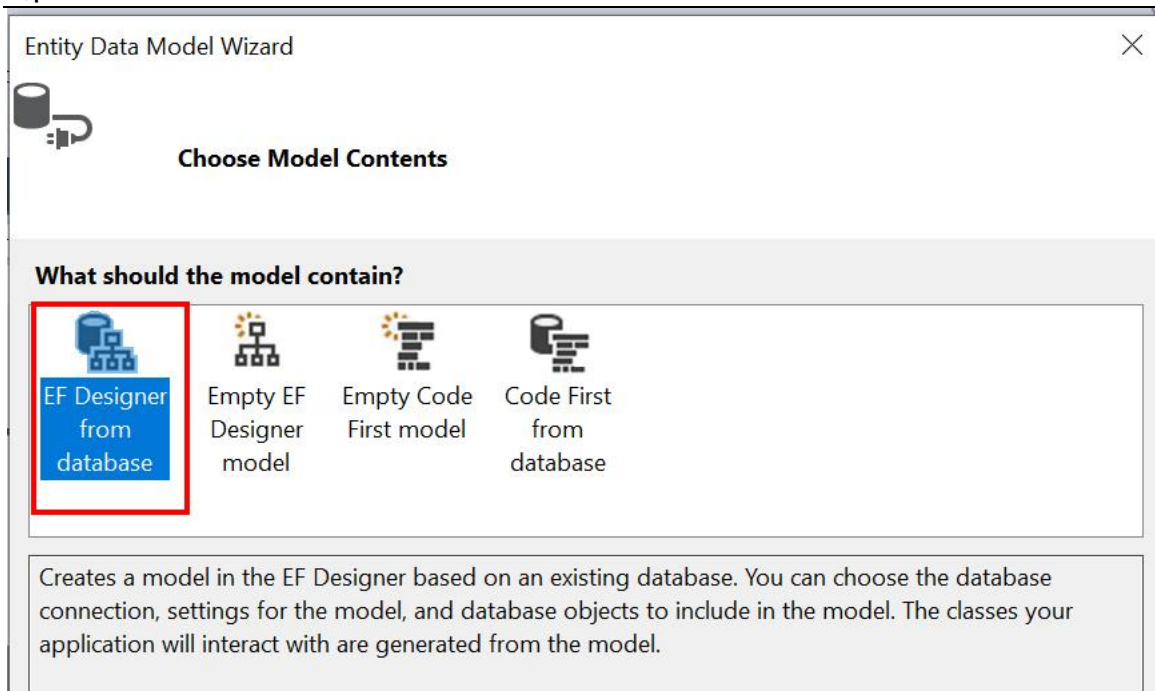 Entity Data Model Wizard
Choose Model Contents
What should the model contain?
EF Designer
from
database
Empty EF
Designer
model
Empty Code
First model
Code First
from
database
Creates a model in the EF Designer based on an existing database. You can choose the database
connection, settings for the model, and database objects to include in the model. The classes your
application will interact with are generated from the model.